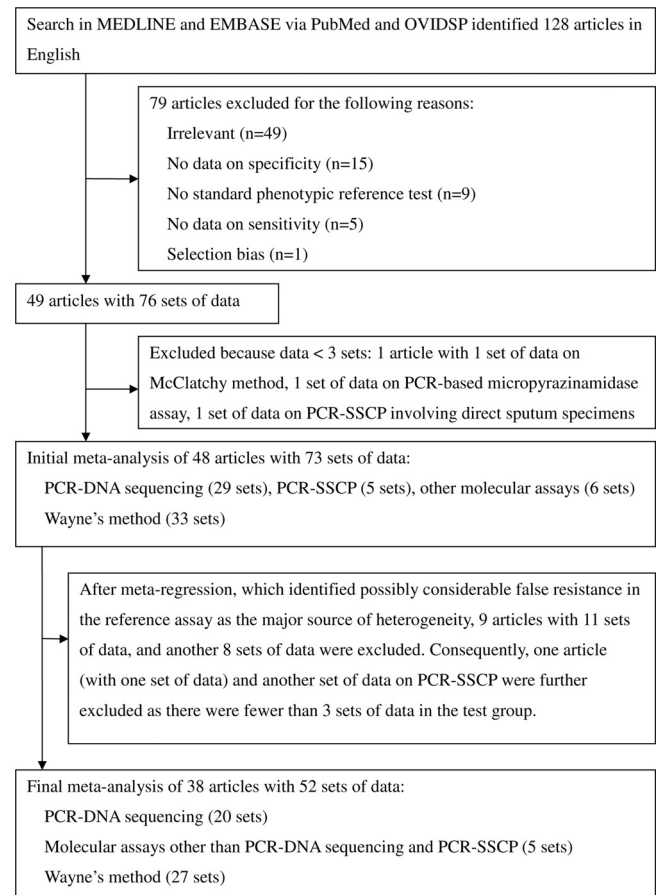 Search in MEDLINE and EMBASE via PubMed and OVIDSP identified 128 articles in
English
79 articles excluded for the following reasons:
Irrelevant (n=49)
No data on specificity (n=15)
No standard phenotypic reference test (n=9)
No data on sensitivity (n=5)
Selection bias (n=1)
49 articles with 76 sets of data
Excluded because data < 3 sets: 1 article with 1 set of data on
McClatchy method, 1 set of data on PCR-based micropyrazinamidase
assay, 1 set of data on PCR-SSCP involving direct sputum specimens
Initial meta-analysis of 48 articles with 73 sets of data:
PCR-DNA sequencing (29 sets), PCR-SSCP (5 sets), other molecular assays (6 sets)
Wayne's method (33 sets)
After meta-regression, which identified possibly considerable false resistance in
the reference assay as the major source of heterogeneity, 9 articles with 11 sets
of data, and another 8 sets of data were excluded. Consequently, one article
(with one set of data) and another set of data on PCR-SSCP were further
excluded as there were fewer than 3 sets of data in the test group.
Final meta-analysis of 38 articles with 52 sets of data:
PCR-DNA sequencing (20 sets)
Molecular assays other than PCR-DNA sequencing and PCR-SSCP (5 sets)
Wayne's method (27 sets)